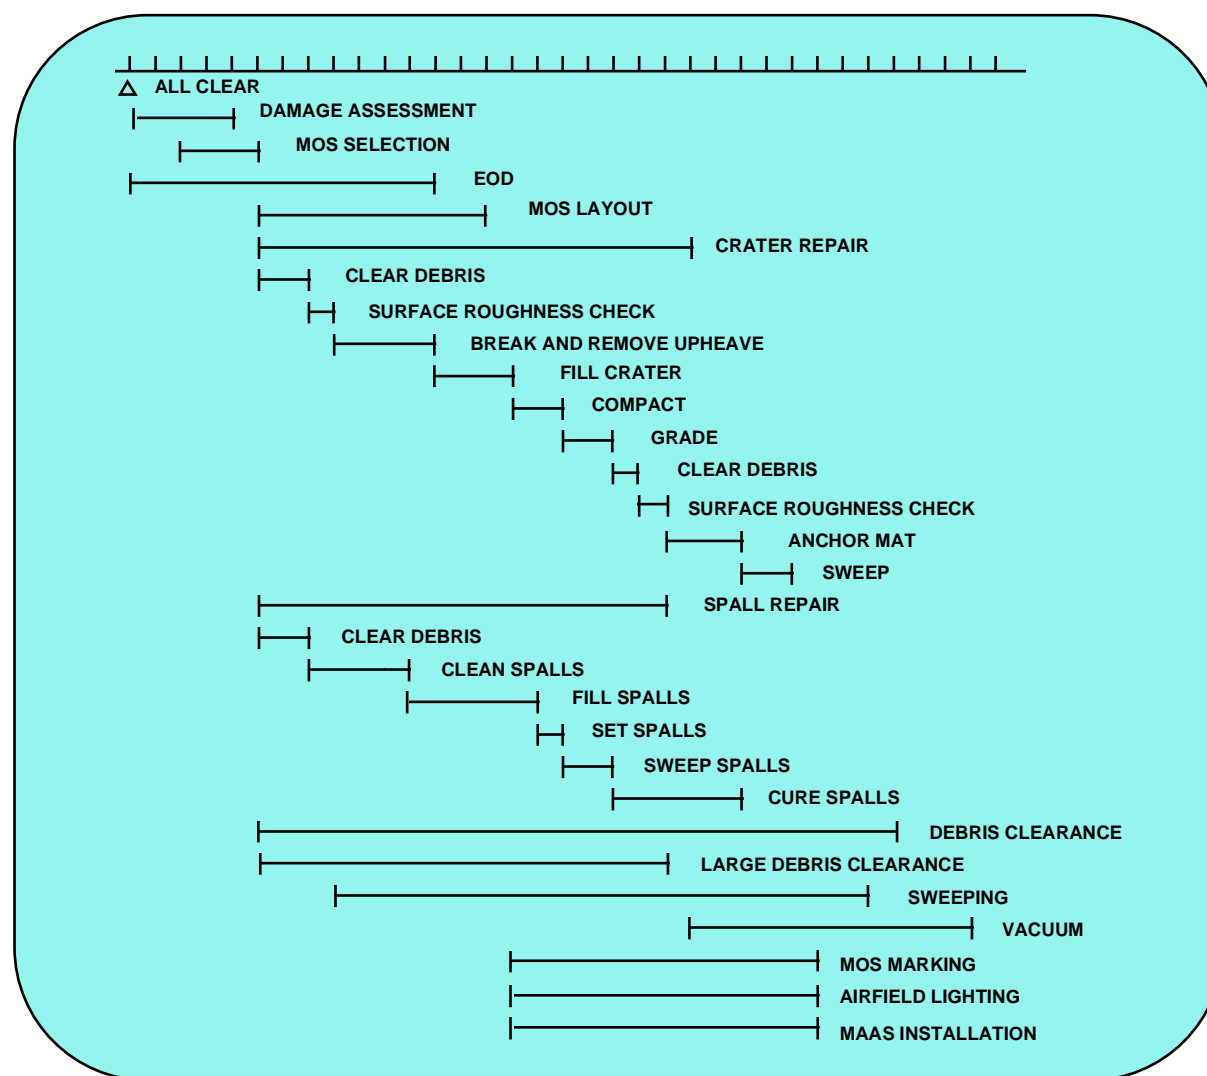 ALL CLEAR
DAMAGE ASSESSMENT
MOS SELECTION
EOD
MOS LAYOUT
CRATER REPAIR
CLEAR DEBRIS
SURFACE ROUGHNESS CHECK
BREAK AND REMOVE UPHEAVE
FILL CRATER
COMPACT
GRADE
CLEAR DEBRIS
SURFACE ROUGHNESS CHECK
ANCHOR MAT
SWEEP
SPALL REPAIR
CLEAR DEBRIS
CLEAN SPALLS
FILL SPALLS
SET SPALLS
SWEEP SPALLS
CURE SPALLS
DEBRIS CLEARANCE
LARGE DEBRIS CLEARANCE
SWEEPING
VACUUM
MOS MARKING
AIRFIELD LIGHTING
MAAS INSTALLATION